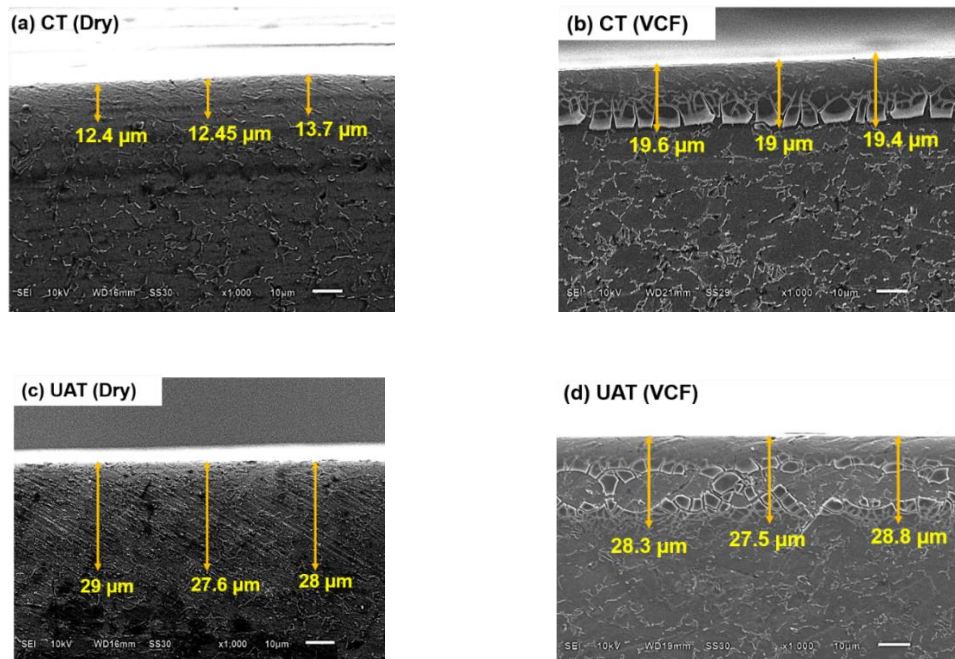 (a) CT (Dry)
12.4 µm 12.45 µm 13.7 µm
SEI 10kV WD16mm SS30 x1,000 10µm
(b) CT (VCF)
19.6 µm 19 µm 19.4 µm
SEI 10kV WD21mm SS29 x1,000 10µm
(c) UAT (Dry)
29 µm 27.6 µm 28 µm
SEI 10kV WD16mm SS30 x1,000 10µm
(d) UAT (VCF)
28.3 µm 27.5 µm 28.8 µm
SEI 10kV WD19mm SS30 x1,000 10µm